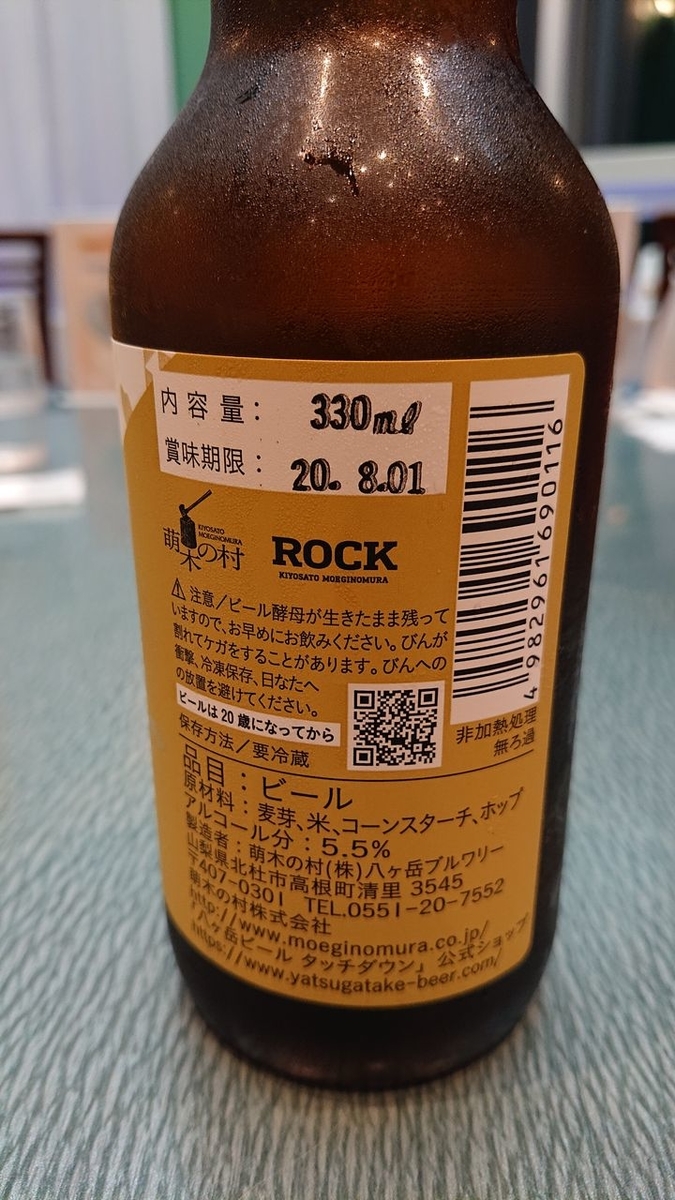 内容量： 330ml
賞味期限： 20. 8.01
萌木の村
KIYOSATO
MOEGINOMURA
ROCK
KIYOSATO MOEGINOMURA
⚠注意／ビール酵母が生きたまま残って
いますので、お早めにお飲みください。びんが
割れてケガをすることがあります。びんへの
衝撃、冷凍保存、日なたへ
の放置を避けてください。
ビールは20歳になってから
保存方法／要冷蔵
4 982961 690116
非加熱処理
無ろ過
品目：ビール
原材料：麦芽、米、コーンスターチ、ホップ
アルコール分：5.5%
製造者：萌木の村(株)八ヶ岳ブルワリー
山梨県北杜市高根町清里 3545
〒407-0301 TEL.0551-20-7552
萌木の村株式会社
http://www.moeginomura.co.jp/
「八ヶ岳ビール タッチダウン」公式ショップ
https://www.yatsugatake-beer.com/